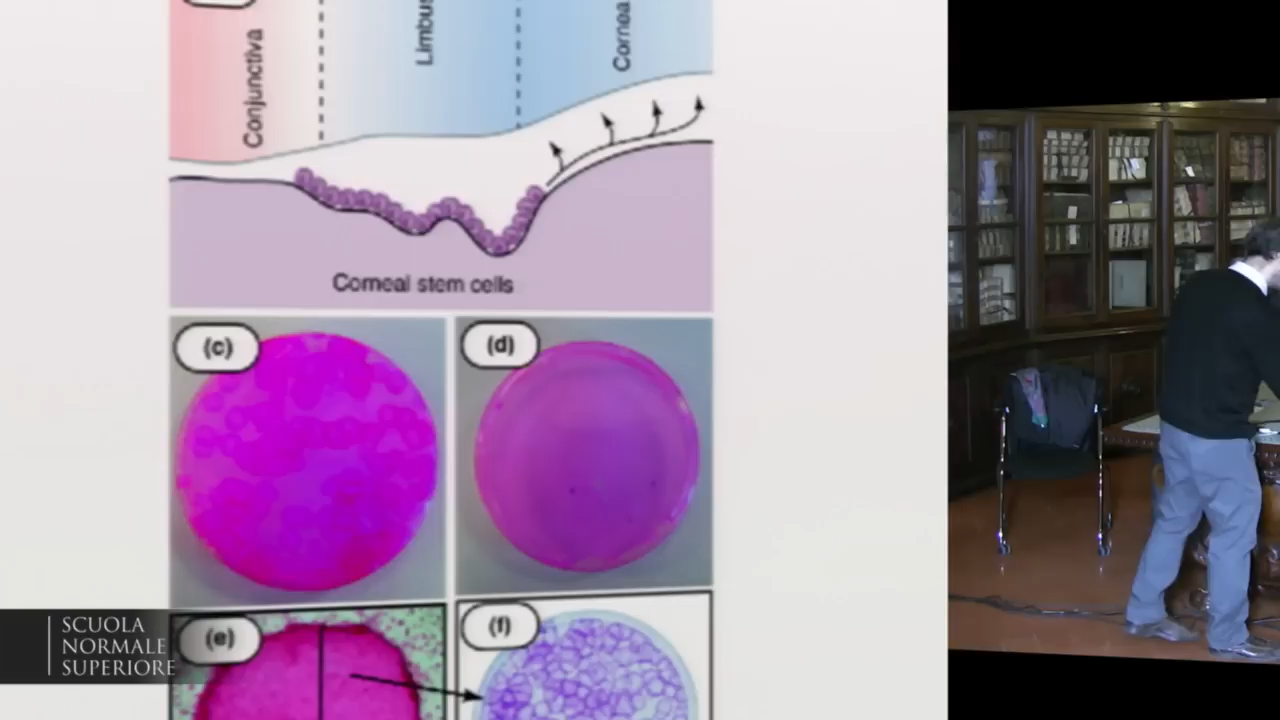 Conjunctiva
Limbus
Cornea
Corneal stem cells
(c)
(d)
(e)
(f)
SCUOLA
NORMALE
SUPERIORE